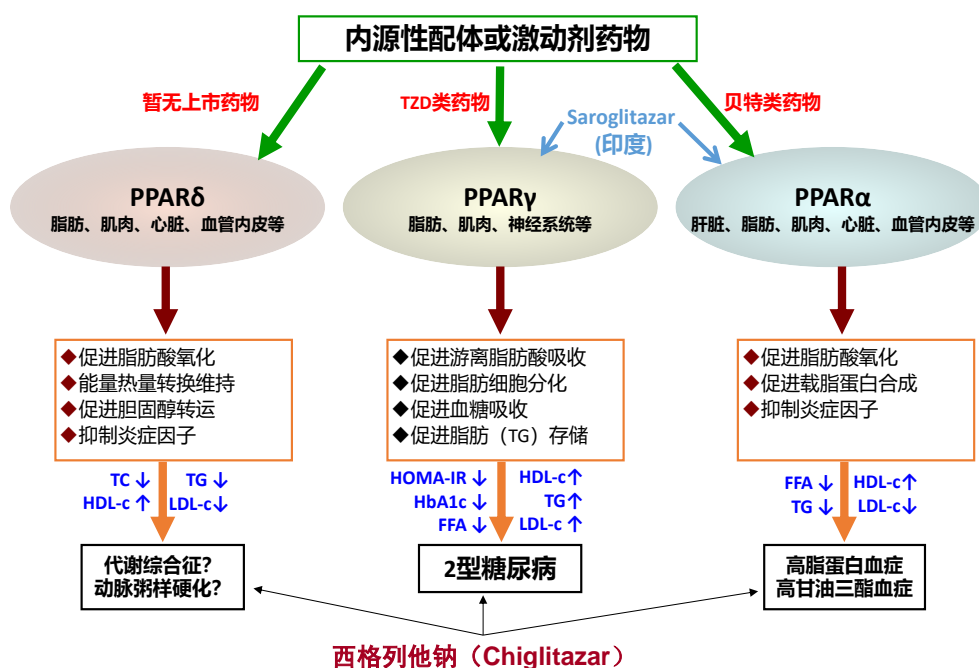 内源性配体或激动剂药物
暂无上市药物
TZD类药物
贝特类药物
Saroglitazar
(印度)
PPARδ
脂肪、肌肉、心脏、血管内皮等
PPARγ
脂肪、肌肉、神经系统等
PPARα
肝脏、脂肪、肌肉、心脏、血管内皮等
◆促进脂肪酸氧化
◆能量热量转换维持
◆促进胆固醇转运
◆抑制炎症因子
◆促进游离脂肪酸吸收
◆促进脂肪细胞分化
◆促进血糖吸收
◆促进脂肪（TG）存储
◆促进脂肪酸氧化
◆促进载脂蛋白合成
◆抑制炎症因子
TC ↓ TG ↓
HDL-c ↑ LDL-c↓
HOMA-IR ↓ HDL-c↑
HbA1c ↓ TG↑
FFA ↓ LDL-c ↑
FFA ↓ HDL-c↑
TG ↓ LDL-c↓
代谢综合征?
动脉粥样硬化?
2型糖尿病
高脂蛋白血症
高甘油三酯血症
西格列他钠（Chiglitazar）